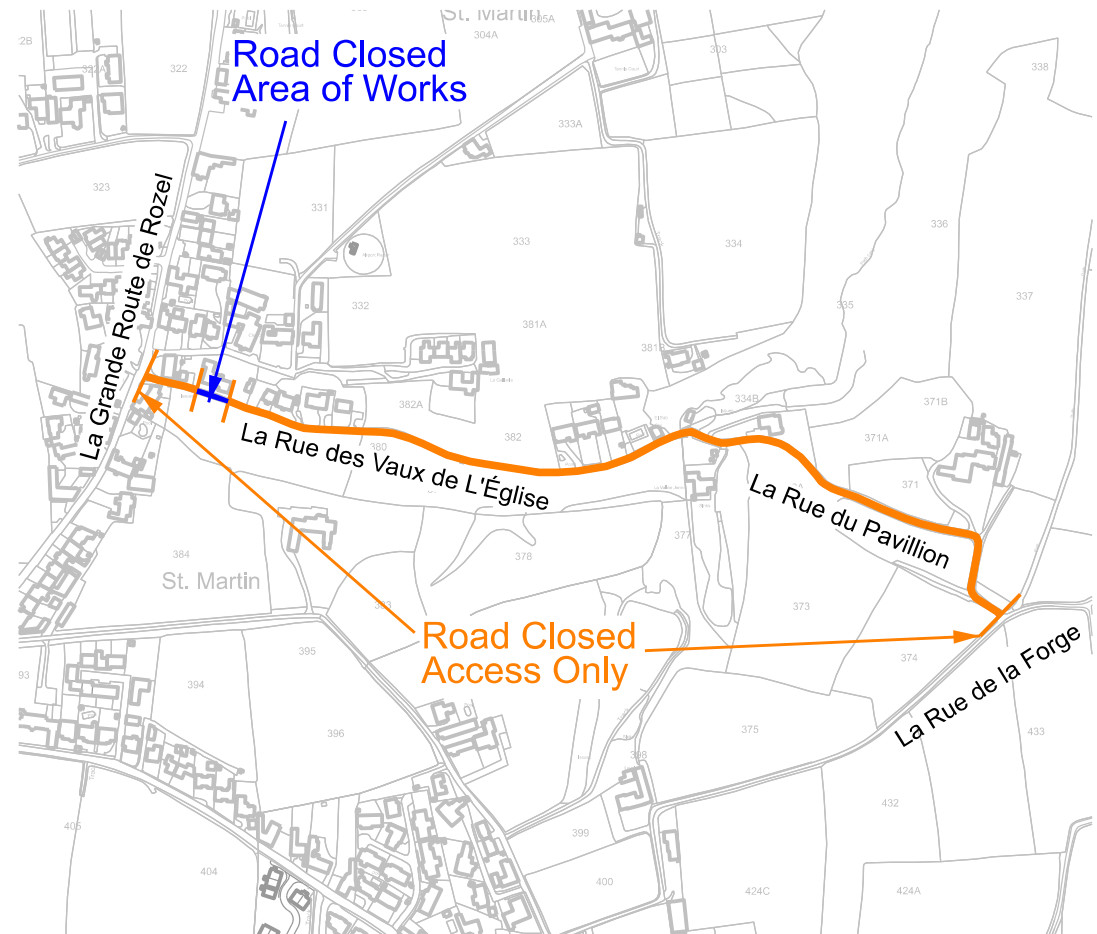 St. Martin
305A
304A
322B
322A
322
303
338
Road Closed
Area of Works
333A
323
331
333
334
336
335
337
332
381A
381B
La Grande Route de Rozel
382A
334B
371B
382
380
371A
371
La Rue des Vaux de L'Église
La Rue du Pavillion
384
St. Martin
378
377
373
383
374
Road Closed
Access Only
395
394
396
375
La Rue de la Forge
433
398
405
404
399
400
432
424C
424A